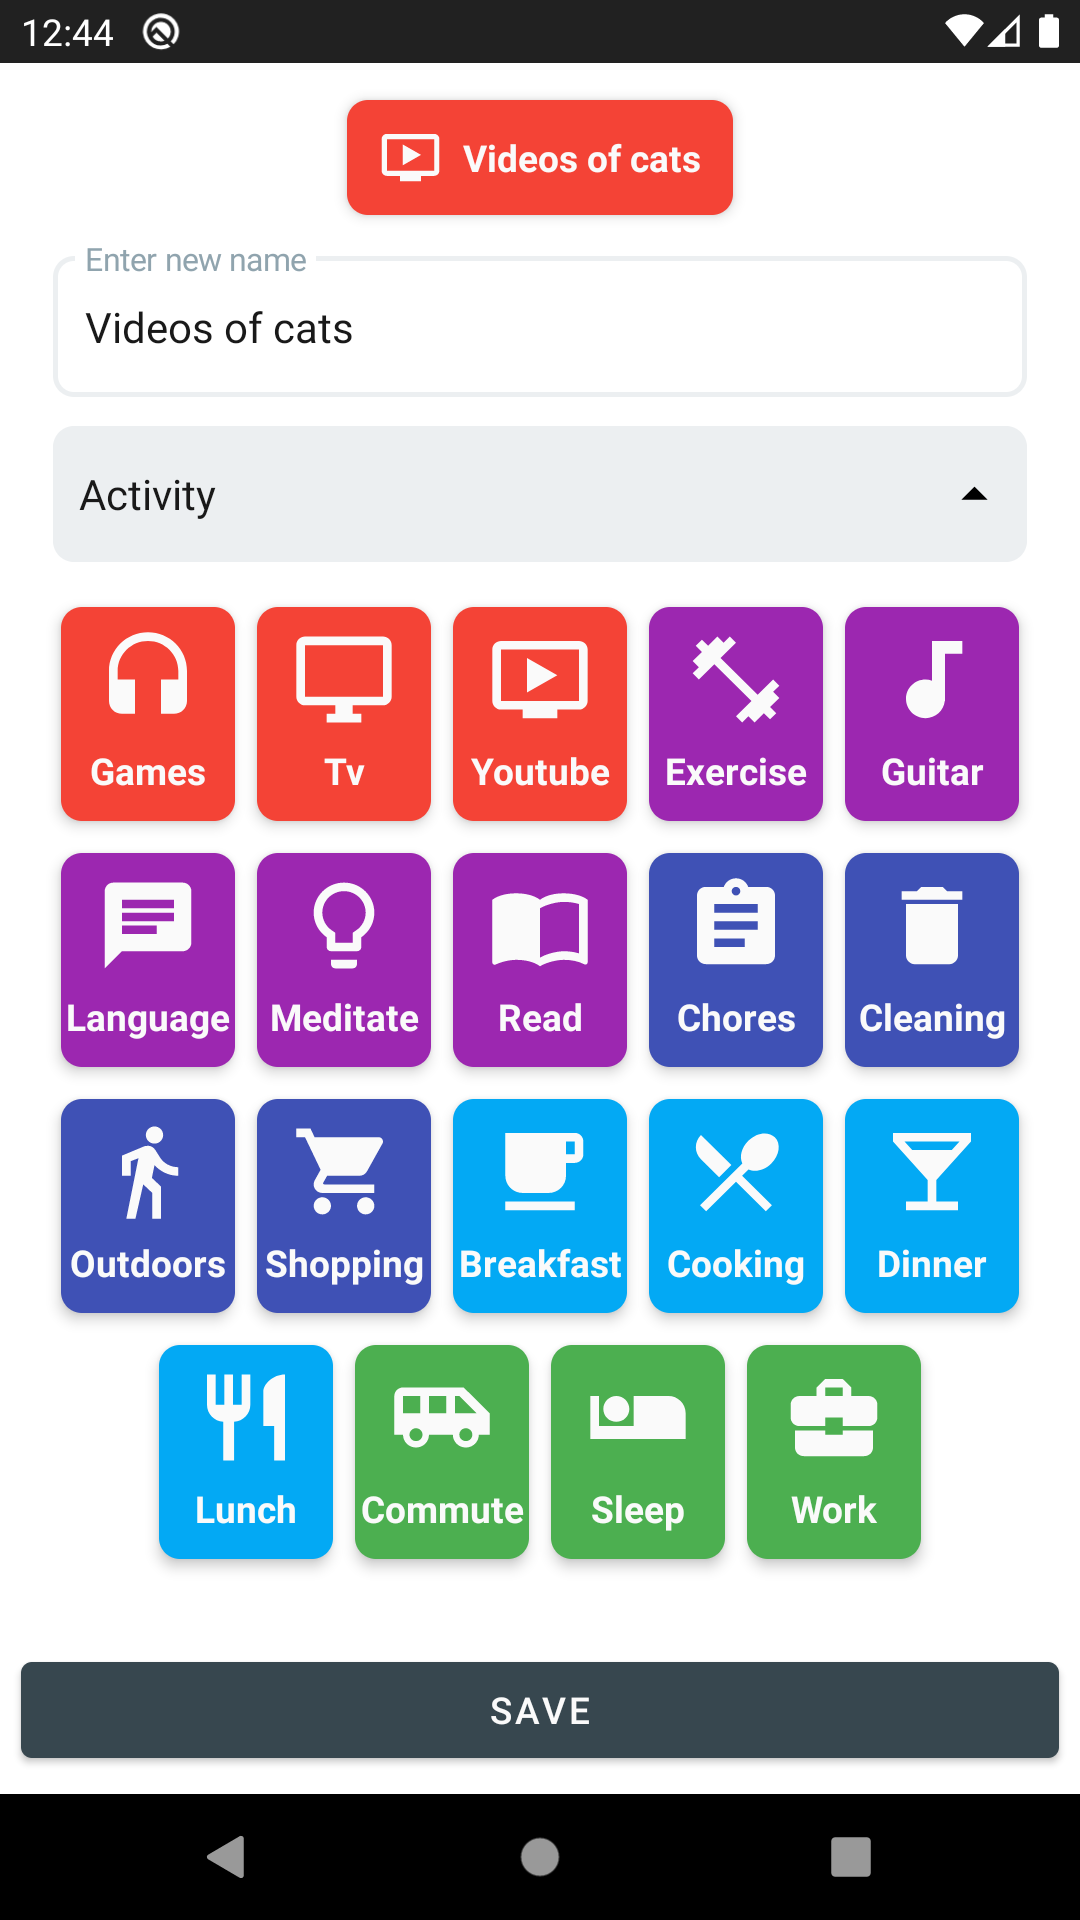 12:44
Videos of cats
Enter new name
Videos of cats
Activity
Games Tv Youtube Exercise Guitar
Language Meditate Read Chores Cleaning
Outdoors Shopping Breakfast Cooking Dinner
Lunch Commute Sleep Work
SAVE